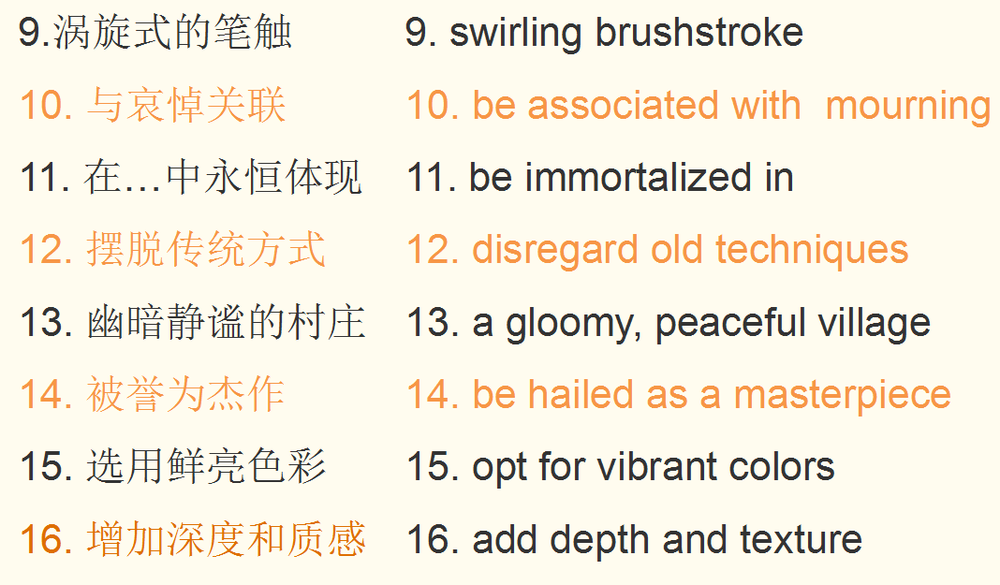 9.涡旋式的笔触 9. swirling brushstroke
10. 与哀悼关联 10. be associated with mourning
11. 在…中永恒体现 11. be immortalized in
12. 摆脱传统方式 12. disregard old techniques
13. 幽暗静谧的村庄 13. a gloomy, peaceful village
14. 被誉为杰作 14. be hailed as a masterpiece
15. 选用鲜亮色彩 15. opt for vibrant colors
16. 增加深度和质感 16. add depth and texture